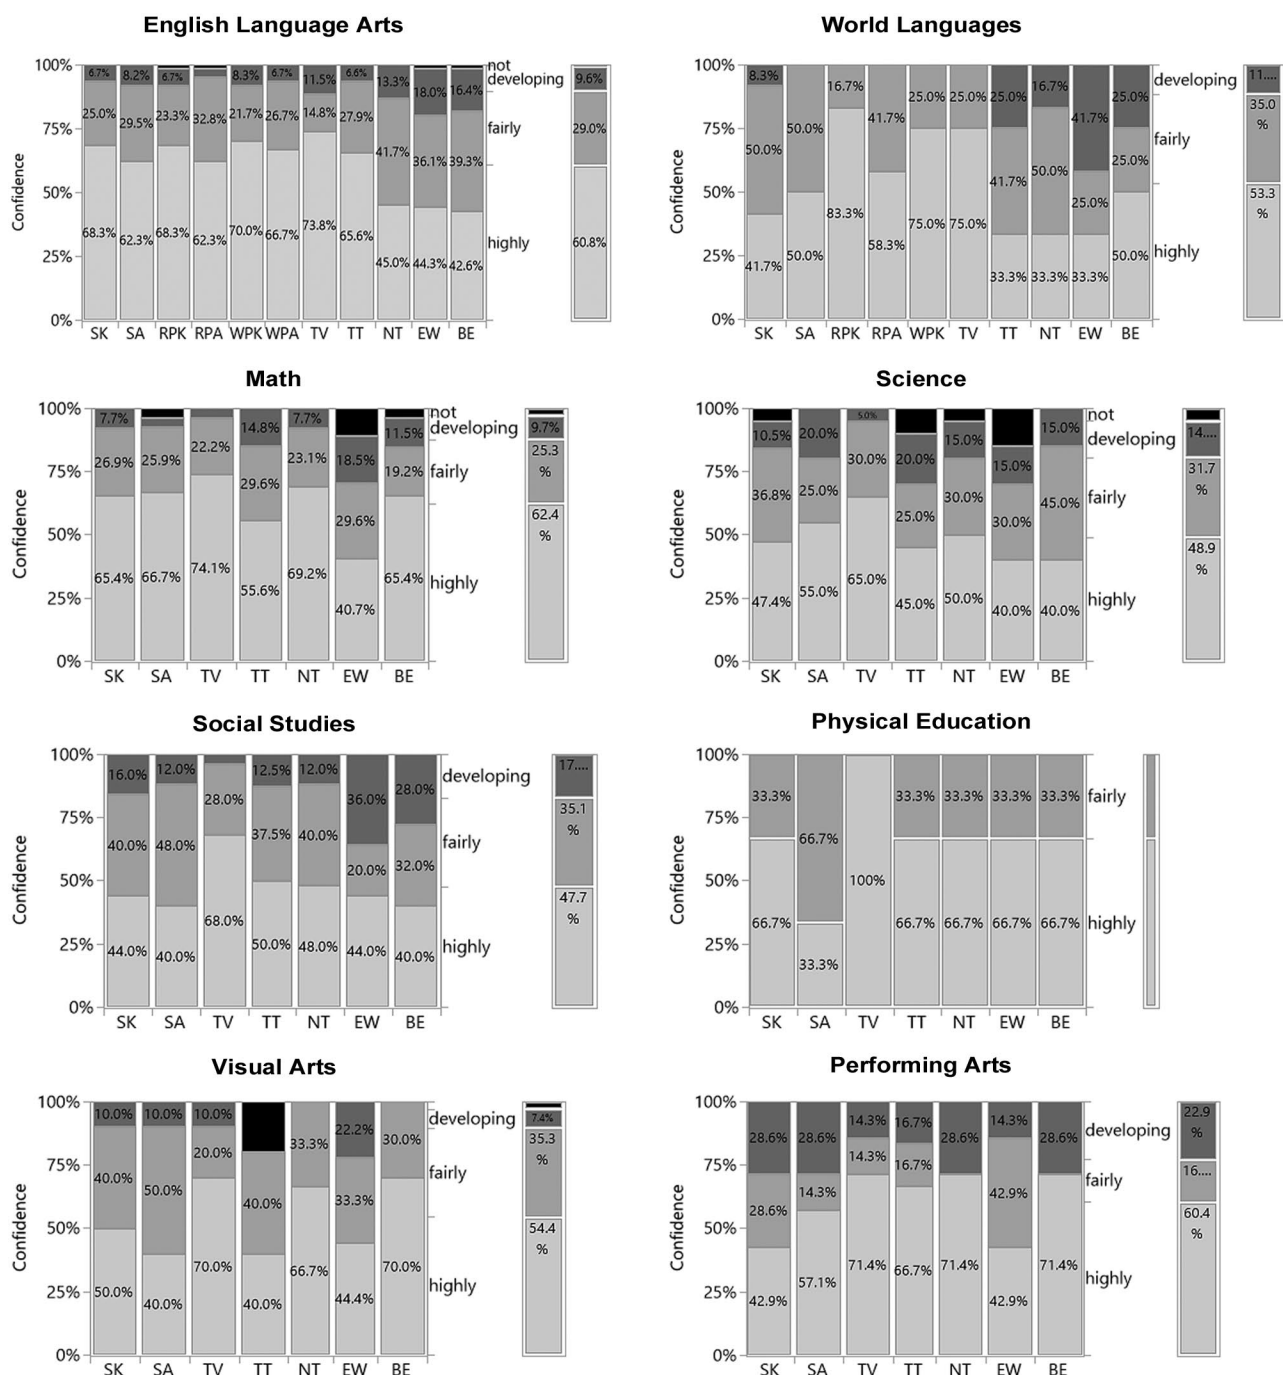 English Language Arts
100%
75%
50%
25%
0%
Confidence
6.7% 8.2% 6.7% 8.3% 6.7% 11.5% 6.6% 13.3% 18.0% 16.4%
25.0% 29.5% 23.3% 32.8% 21.7% 26.7% 14.8% 27.9% 41.7% 36.1% 39.3%
68.3% 62.3% 68.3% 62.3% 70.0% 66.7% 73.8% 65.6% 45.0% 44.3% 42.6%
SK SA RPK RPA WPK WPA TV TT NT EW BE
not
developing
fairly
highly
9.6%
29.0%
60.8%
World Languages
100%
75%
50%
25%
0%
Confidence
8.3% 25.0% 16.7% 41.7% 25.0%
50.0% 50.0% 16.7% 41.7% 25.0% 25.0% 41.7% 50.0% 25.0% 25.0%
41.7% 50.0% 83.3% 58.3% 75.0% 75.0% 33.3% 33.3% 33.3% 50.0%
SK SA RPK RPA WPK TV TT NT EW BE
developing
fairly
highly
11....
35.0
%
53.3
%
Math
100%
75%
50%
25%
0%
Confidence
7.7% 14.8% 7.7% 18.5% 11.5%
26.9% 25.9% 22.2% 29.6% 23.1% 29.6% 19.2%
65.4% 66.7% 74.1% 55.6% 69.2% 40.7% 65.4%
SK SA TV TT NT EW BE
not
developing
fairly
highly
9.7%
25.3
%
62.4
%
Science
100%
75%
50%
25%
0%
Confidence
10.5% 20.0% 5.0% 20.0% 15.0% 15.0% 15.0%
36.8% 25.0% 30.0% 25.0% 30.0% 30.0% 45.0%
47.4% 55.0% 65.0% 45.0% 50.0% 40.0% 40.0%
SK SA TV TT NT EW BE
not
developing
fairly
highly
14....
31.7
%
48.9
%
Social Studies
100%
75%
50%
25%
0%
Confidence
16.0% 12.0% 12.5% 12.0% 36.0% 28.0%
40.0% 48.0% 28.0% 37.5% 40.0% 20.0% 32.0%
44.0% 40.0% 68.0% 50.0% 48.0% 44.0% 40.0%
SK SA TV TT NT EW BE
developing
fairly
highly
17....
35.1
%
47.7
%
Physical Education
100%
75%
50%
25%
0%
Confidence
33.3% 66.7% 33.3% 33.3% 33.3% 33.3%
66.7% 33.3% 100% 66.7% 66.7% 66.7% 66.7%
SK SA TV TT NT EW BE
fairly
highly
Visual Arts
100%
75%
50%
25%
0%
Confidence
10.0% 10.0% 10.0% 22.2%
40.0% 50.0% 20.0% 40.0% 33.3% 33.3% 30.0%
50.0% 40.0% 70.0% 40.0% 66.7% 44.4% 70.0%
SK SA TV TT NT EW BE
developing
fairly
highly
7.4%
35.3
%
54.4
%
Performing Arts
100%
75%
50%
25%
0%
Confidence
28.6% 28.6% 14.3% 16.7% 28.6% 14.3% 28.6%
28.6% 14.3% 14.3% 16.7% 42.9%
42.9% 57.1% 71.4% 66.7% 71.4% 42.9% 71.4%
SK SA TV TT NT EW BE
developing
fairly
highly
22.9
%
16....
60.4
%